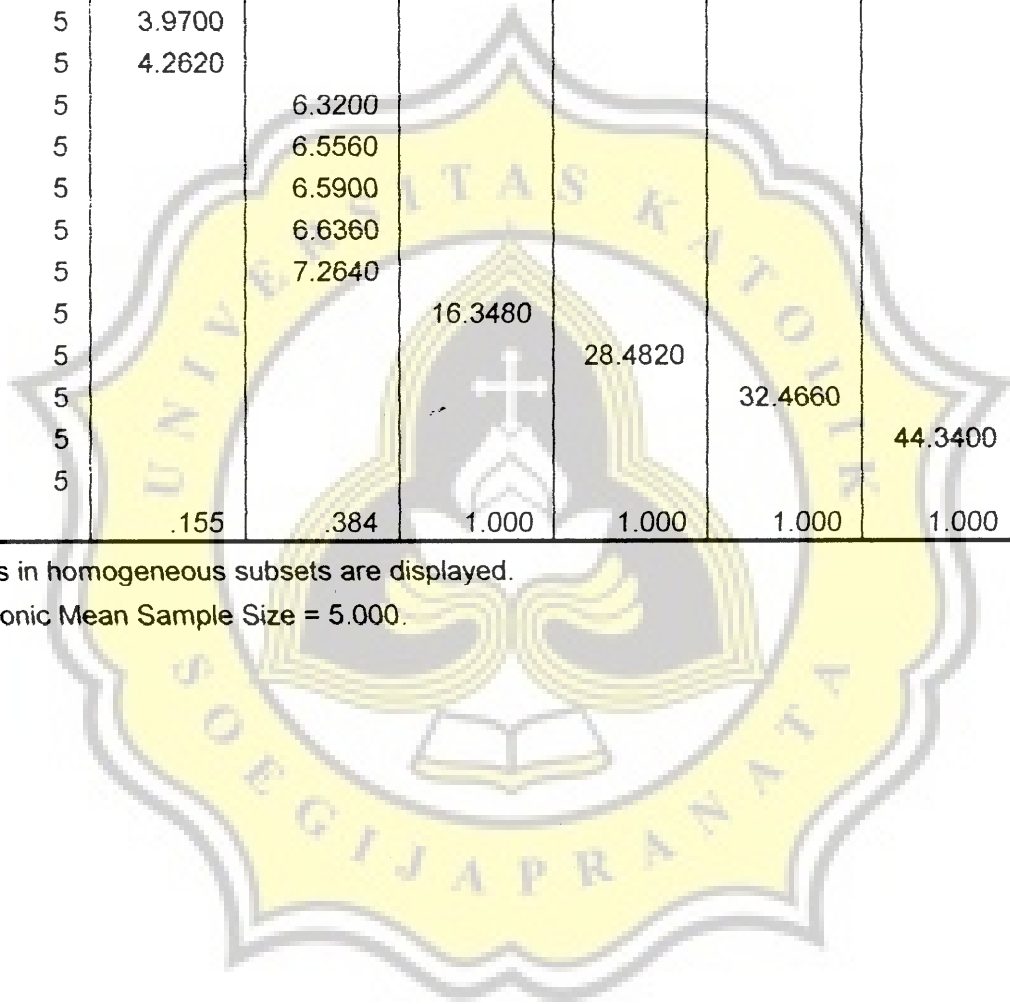 5 3.9700
5 4.2620
5 6.3200
5 6.5560
5 6.5900
5 6.6360
5 7.2640
5 16.3480
5 28.4820
5 32.4660
5 44.3400
5
.155 .384 1.000 1.000 1.000 1.000
s in homogeneous subsets are displayed.
onic Mean Sample Size = 5.000.
UNIVERSITAS KATOLIK
SOEGIJAPRANATA